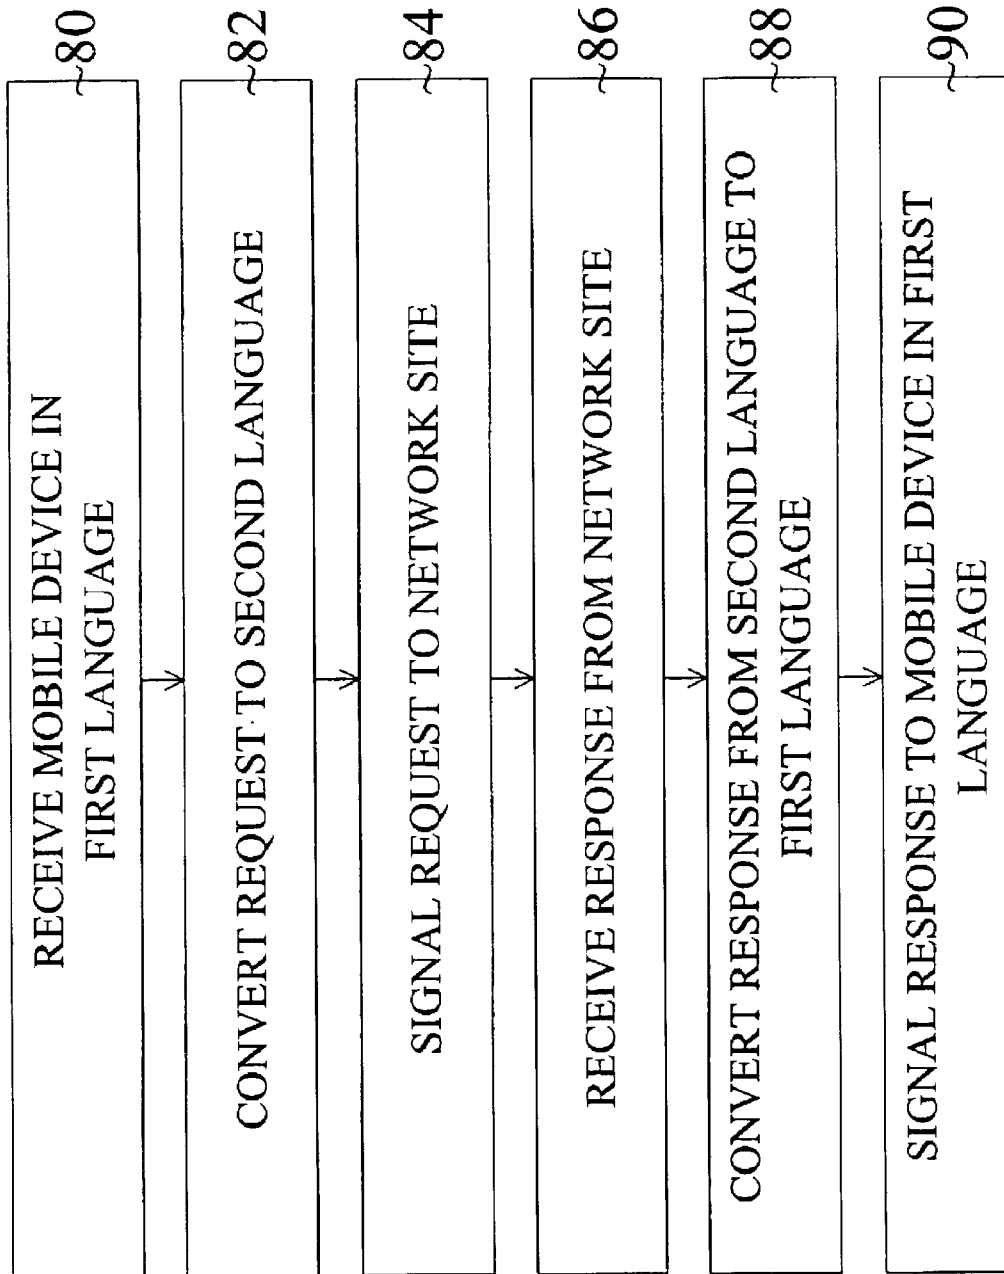 RECEIVE MOBILE DEVICE IN
FIRST LANGUAGE
~80
CONVERT REQUEST TO SECOND LANGUAGE
~82
SIGNAL REQUEST TO NETWORK SITE
~84
RECEIVE RESPONSE FROM NETWORK SITE
~86
CONVERT RESPONSE FROM SECOND LANGUAGE TO
FIRST LANGUAGE
~88
SIGNAL RESPONSE TO MOBILE DEVICE IN FIRST
LANGUAGE
~90